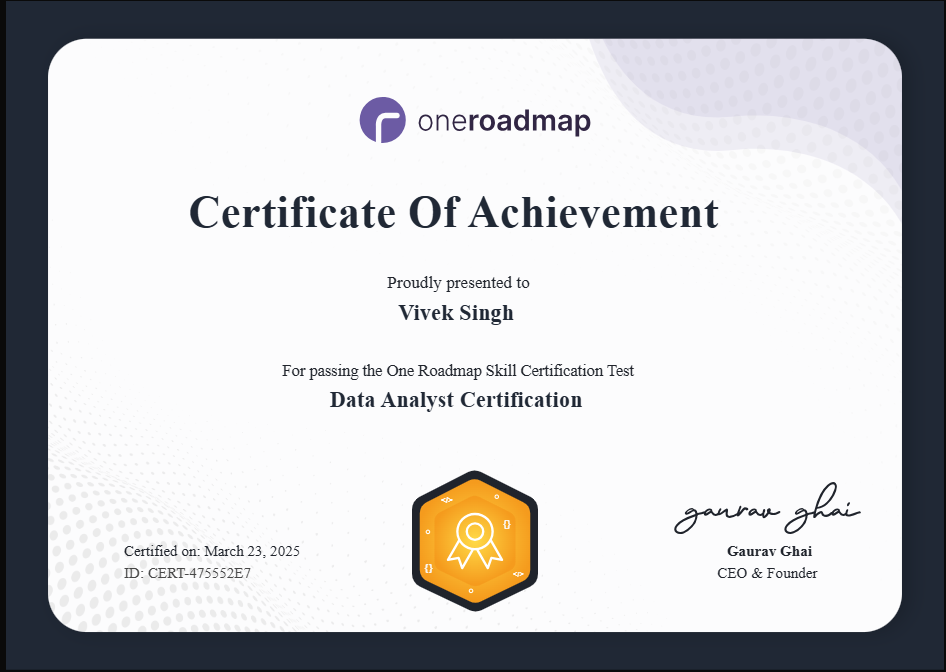 oneroadmap
Certificate Of Achievement
Proudly presented to
Vivek Singh
For passing the One Roadmap Skill Certification Test
Data Analyst Certification
</>
{}
{}
</>
gaurav ghai
Certified on: March 23, 2025
Gaurav Ghai
ID: CERT-475552E7
CEO & Founder